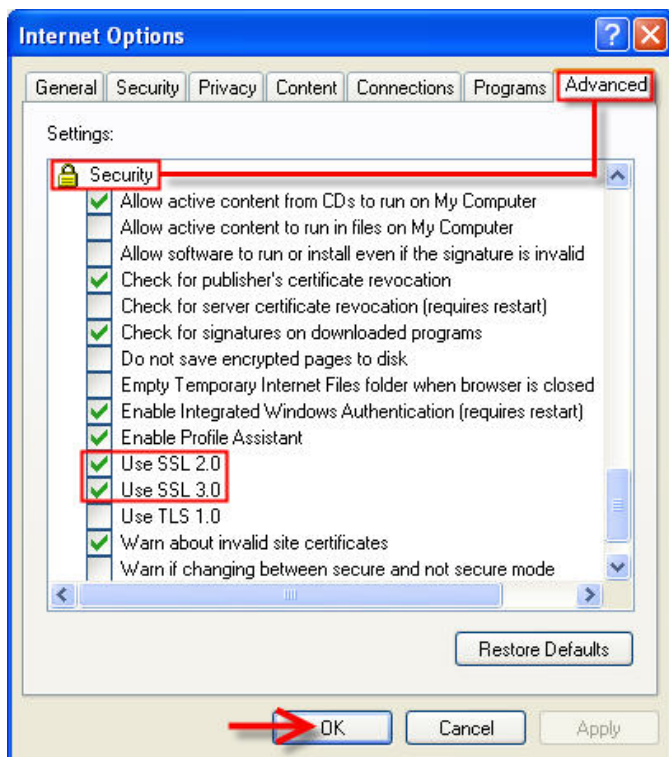 Internet Options
General Security Privacy Content Connections Programs Advanced
Settings:
Security
Allow active content from CDs to run on My Computer
Allow active content to run in files on My Computer
Allow software to run or install even if the signature is invalid
Check for publisher's certificate revocation
Check for server certificate revocation (requires restart)
Check for signatures on downloaded programs
Do not save encrypted pages to disk
Empty Temporary Internet Files folder when browser is closed
Enable Integrated Windows Authentication (requires restart)
Enable Profile Assistant
Use SSL 2.0
Use SSL 3.0
Use TLS 1.0
Warn about invalid site certificates
Warn if changing between secure and not secure mode
Restore Defaults
OK Cancel Apply